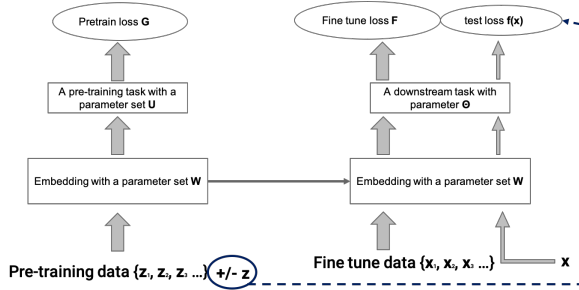 Pretrain loss G
Fine tune loss F
test loss f(x)
A pre-training task with a
parameter set U
A downstream task with
parameter Θ
Embedding with a parameter set W
Embedding with a parameter set W
Pre-training data {z₁, z₂, z₃ ...} +/- z
Fine tune data {x₁, x₂, x₃ ...}
x